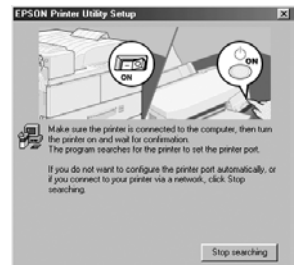 EPSON Printer Utility Setup
ON
ON
Make sure the printer is connected to the computer, then turn
the printer on and wait for confirmation.
The program searches for the printer to set the printer port.
If you do not want to configure the printer port automatically, or
if you connect to your printer via a network, click Stop
searching.
Stop searching